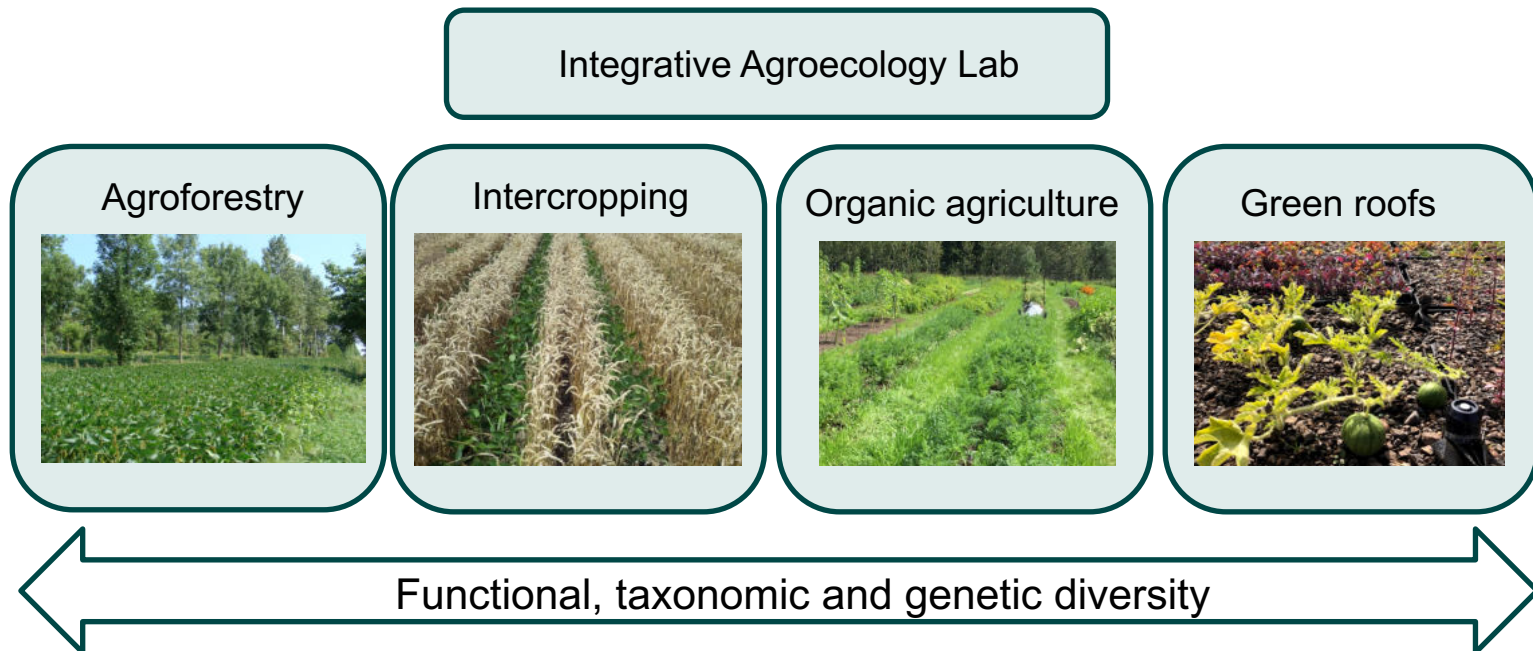 Integrative Agroecology Lab
Agroforestry
Intercropping
Organic agriculture
Green roofs
Functional, taxonomic and genetic diversity